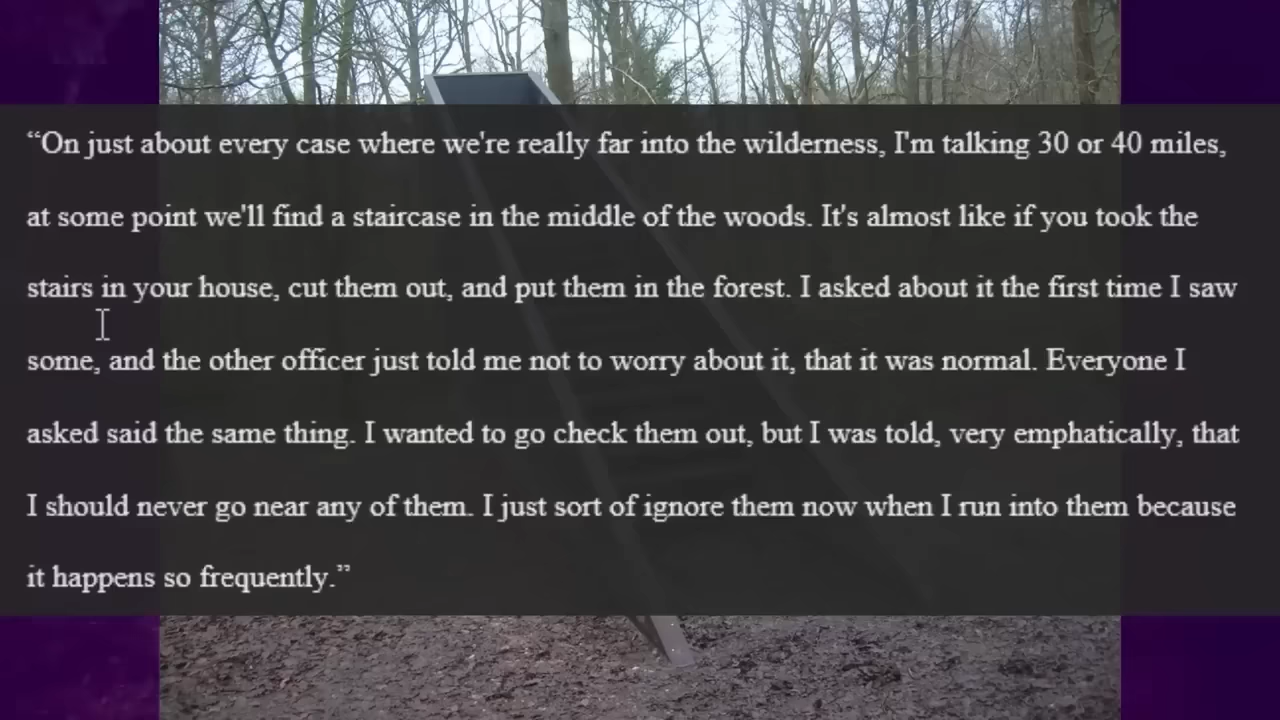 “On just about every case where we're really far into the wilderness, I'm talking 30 or 40 miles,
at some point we'll find a staircase in the middle of the woods. It's almost like if you took the
stairs in your house, cut them out, and put them in the forest. I asked about it the first time I saw
some, and the other officer just told me not to worry about it, that it was normal. Everyone I
asked said the same thing. I wanted to go check them out, but I was told, very emphatically, that
I should never go near any of them. I just sort of ignore them now when I run into them because
it happens so frequently.”